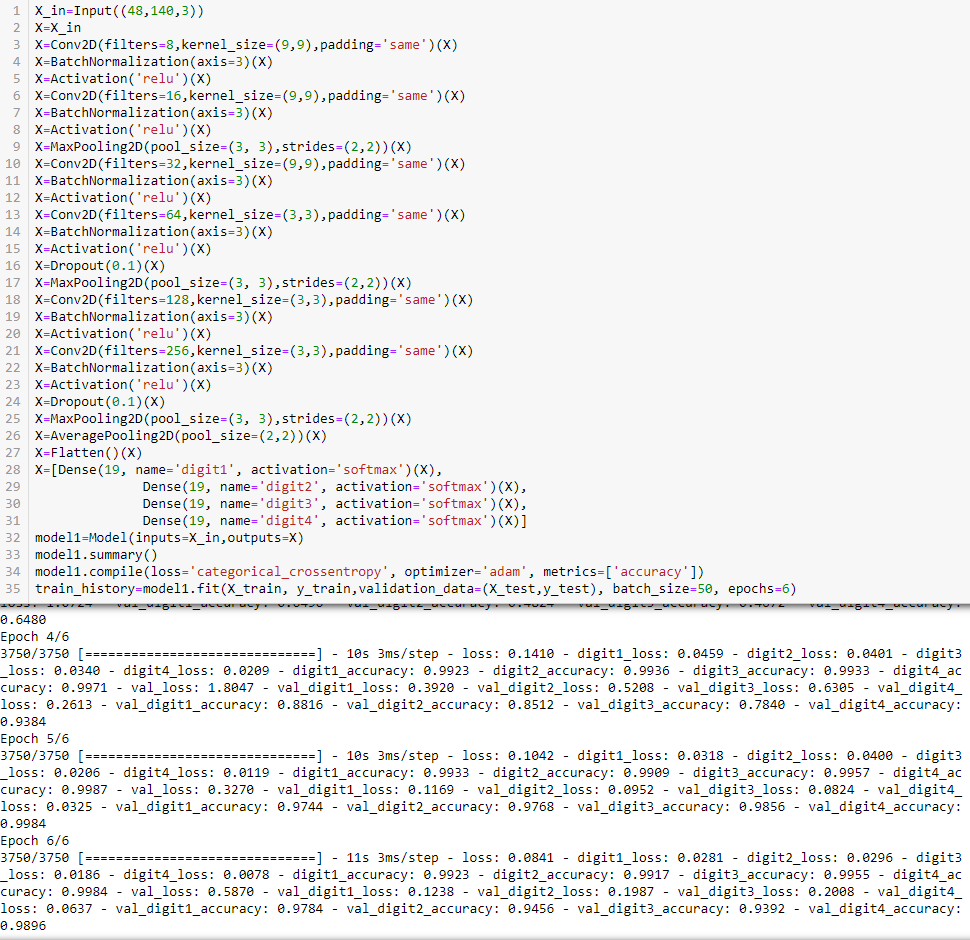 1 X_in=Input((48,140,3))
2 X=X_in
3 X=Conv2D(filters=8,kernel_size=(9,9),padding='same')(X)
4 X=BatchNormalization(axis=3)(X)
5 X=Activation('relu')(X)
6 X=Conv2D(filters=16,kernel_size=(9,9),padding='same')(X)
7 X=BatchNormalization(axis=3)(X)
8 X=Activation('relu')(X)
9 X=MaxPooling2D(pool_size=(3, 3),strides=(2,2))(X)
10 X=Conv2D(filters=32,kernel_size=(9,9),padding='same')(X)
11 X=BatchNormalization(axis=3)(X)
12 X=Activation('relu')(X)
13 X=Conv2D(filters=64,kernel_size=(3,3),padding='same')(X)
14 X=BatchNormalization(axis=3)(X)
15 X=Activation('relu')(X)
16 X=Dropout(0.1)(X)
17 X=MaxPooling2D(pool_size=(3, 3),strides=(2,2))(X)
18 X=Conv2D(filters=128,kernel_size=(3,3),padding='same')(X)
19 X=BatchNormalization(axis=3)(X)
20 X=Activation('relu')(X)
21 X=Conv2D(filters=256,kernel_size=(3,3),padding='same')(X)
22 X=BatchNormalization(axis=3)(X)
23 X=Activation('relu')(X)
24 X=Dropout(0.1)(X)
25 X=MaxPooling2D(pool_size=(3, 3),strides=(2,2))(X)
26 X=AveragePooling2D(pool_size=(2,2))(X)
27 X=Flatten()(X)
28 X=[Dense(19, name='digit1', activation='softmax')(X),
29 Dense(19, name='digit2', activation='softmax')(X),
30 Dense(19, name='digit3', activation='softmax')(X),
31 Dense(19, name='digit4', activation='softmax')(X)]
32 model1=Model(inputs=X_in,outputs=X)
33 model1.summary()
34 model1.compile(loss='categorical_crossentropy', optimizer='adam', metrics=['accuracy'])
35 train_history=model1.fit(X_train, y_train,validation_data=(X_test,y_test), batch_size=50, epochs=6)
0.6480
Epoch 4/6
3750/3750 [==============================] - 10s 3ms/step - loss: 0.1410 - digit1_loss: 0.0459 - digit2_loss: 0.0401 - digit3
_loss: 0.0340 - digit4_loss: 0.0209 - digit1_accuracy: 0.9923 - digit2_accuracy: 0.9936 - digit3_accuracy: 0.9933 - digit4_ac
curacy: 0.9971 - val_loss: 1.8047 - val_digit1_loss: 0.3920 - val_digit2_loss: 0.5208 - val_digit3_loss: 0.6305 - val_digit4_
loss: 0.2613 - val_digit1_accuracy: 0.8816 - val_digit2_accuracy: 0.8512 - val_digit3_accuracy: 0.7840 - val_digit4_accuracy:
0.9384
Epoch 5/6
3750/3750 [==============================] - 10s 3ms/step - loss: 0.1042 - digit1_loss: 0.0318 - digit2_loss: 0.0400 - digit3
_loss: 0.0206 - digit4_loss: 0.0119 - digit1_accuracy: 0.9933 - digit2_accuracy: 0.9909 - digit3_accuracy: 0.9957 - digit4_ac
curacy: 0.9987 - val_loss: 0.3270 - val_digit1_loss: 0.1169 - val_digit2_loss: 0.0952 - val_digit3_loss: 0.0824 - val_digit4_
loss: 0.0325 - val_digit1_accuracy: 0.9744 - val_digit2_accuracy: 0.9768 - val_digit3_accuracy: 0.9856 - val_digit4_accuracy:
0.9984
Epoch 6/6
3750/3750 [==============================] - 11s 3ms/step - loss: 0.0841 - digit1_loss: 0.0281 - digit2_loss: 0.0296 - digit3
_loss: 0.0186 - digit4_loss: 0.0078 - digit1_accuracy: 0.9923 - digit2_accuracy: 0.9917 - digit3_accuracy: 0.9955 - digit4_ac
curacy: 0.9984 - val_loss: 0.5870 - val_digit1_loss: 0.1238 - val_digit2_loss: 0.1987 - val_digit3_loss: 0.2008 - val_digit4_
loss: 0.0637 - val_digit1_accuracy: 0.9784 - val_digit2_accuracy: 0.9456 - val_digit3_accuracy: 0.9392 - val_digit4_accuracy:
0.9896